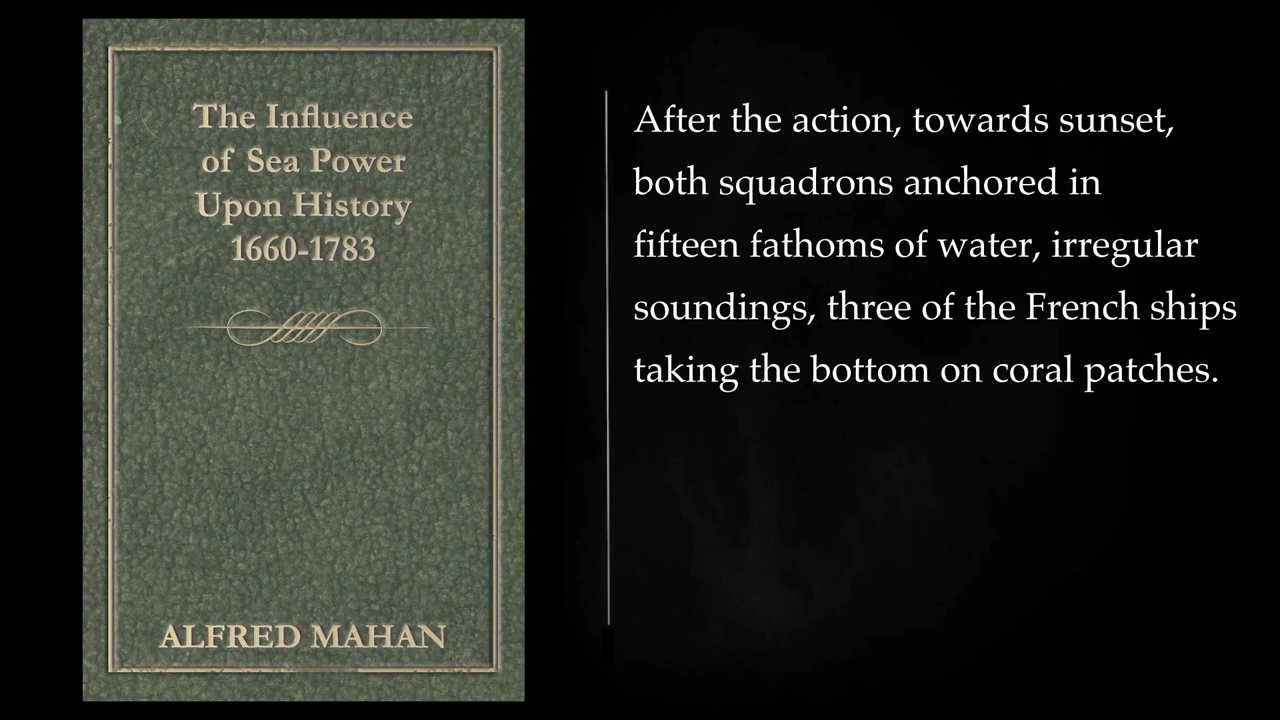 The Influence
of Sea Power
Upon History
1660-1783
ALFRED MAHAN
After the action, towards sunset,
both squadrons anchored in
fifteen fathoms of water, irregular
soundings, three of the French ships
taking the bottom on coral patches.